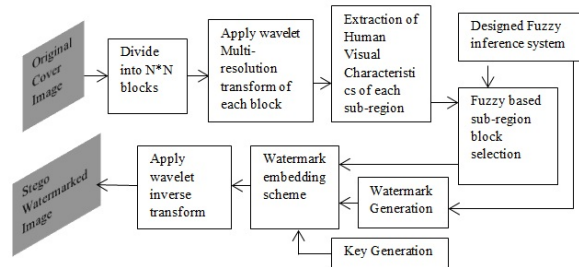 Original
Cover
Image
Divide
into N*N
blocks
Apply wavelet
Multi-
resolution
transform of
each block
Extraction of
Human
Visual
Characteristi
cs of each
sub-region
Designed Fuzzy
inference system
Fuzzy based
sub-region
block
selection
Stego
Watermarked
Image
Apply
wavelet
inverse
transform
Watermark
embedding
scheme
Watermark
Generation
Key Generation